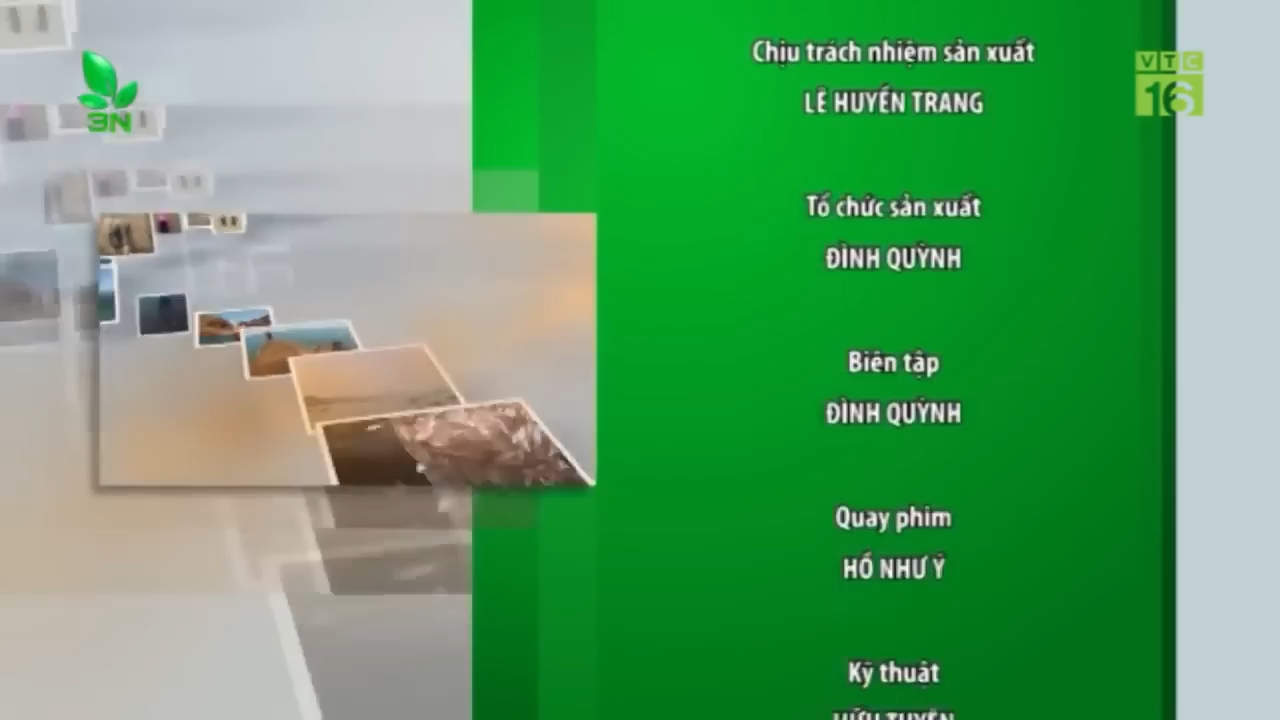 3N
VTC
16
Chịu trách nhiệm sản xuất
LÊ HUYỀN TRANG
Tổ chức sản xuất
ĐÌNH QUỲNH
Biên tập
ĐÌNH QUỲNH
Quay phim
HỒ NHƯ Ý
Kỹ thuật